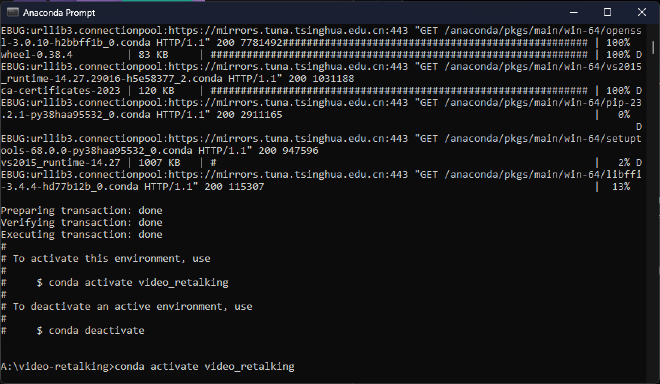 Anaconda Prompt
EBUG:urllib3.connectionpool:https://mirrors.tuna.tsinghua.edu.cn:443 "GET /anaconda/pkgs/main/win-64/openss
l-3.0.10-h2bbff1b_0.conda HTTP/1.1" 200 7781492################################################## | 100%
wheel-0.38.4         | 83 KB     | ############################################################## | 100% D
EBUG:urllib3.connectionpool:https://mirrors.tuna.tsinghua.edu.cn:443 "GET /anaconda/pkgs/main/win-64/vs2015
_runtime-14.27.29016-h5e58377_2.conda HTTP/1.1" 200 1031188
ca-certificates-2023 | 120 KB    | ############################################################## | 100% D
EBUG:urllib3.connectionpool:https://mirrors.tuna.tsinghua.edu.cn:443 "GET /anaconda/pkgs/main/win-64/pip-23
.2.1-py38haa95532_0.conda HTTP/1.1" 200 2911165 | 0%
D
EBUG:urllib3.connectionpool:https://mirrors.tuna.tsinghua.edu.cn:443 "GET /anaconda/pkgs/main/win-64/setupt
ools-68.0.0-py38haa95532_0.conda HTTP/1.1" 200 947596
vs2015_runtime-14.27 | 1007 KB   | # | 2% D
EBUG:urllib3.connectionpool:https://mirrors.tuna.tsinghua.edu.cn:443 "GET /anaconda/pkgs/main/win-64/libffi
-3.4.4-hd77b12b_0.conda HTTP/1.1" 200 115307 | 13%
Preparing transaction: done
Verifying transaction: done
Executing transaction: done
#
# To activate this environment, use
#
#     $ conda activate video_retalking
#
# To deactivate an active environment, use
#
#     $ conda deactivate
A:\video-retalking>conda activate video_retalking